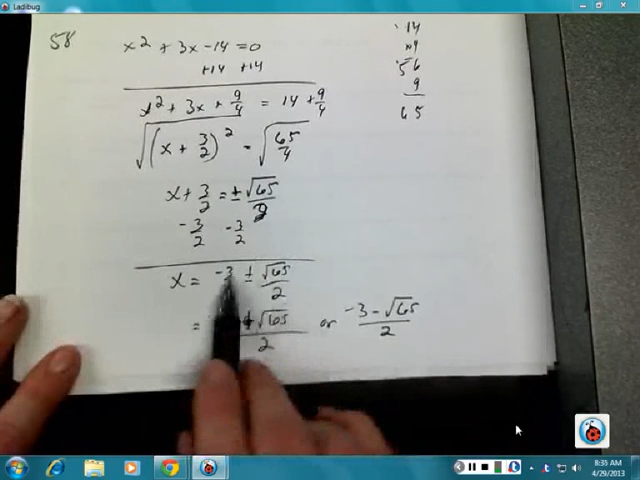 Ladibug
58
x² + 3x - 14 = 0
+14 +14
x² + 3x + 9/4 = 14 + 9/4
√(x + 3/2)² = √65/4
x + 3/2 = ± √65/2
-3/2 -3/2
x = -3 ± √65/2
= + √65/2 or -3 - √65/2
14
56
9
65
8:35 AM
4/29/2013